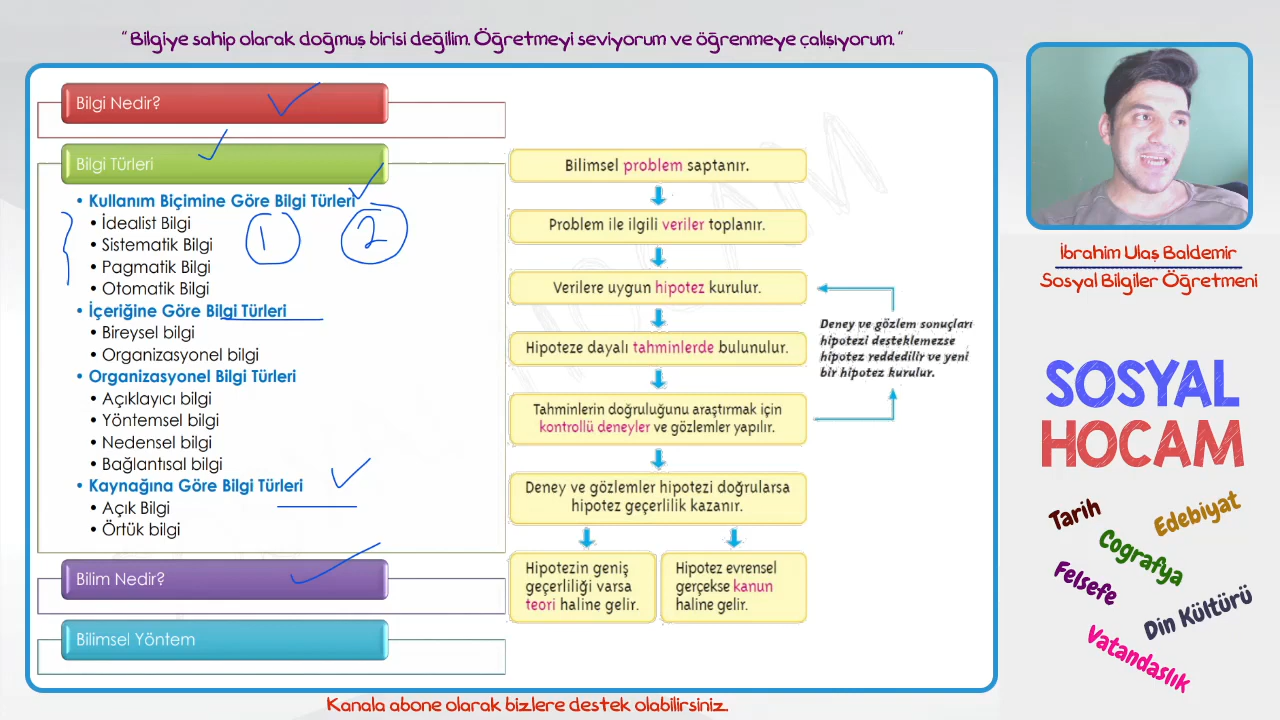 “ Bilgiye sahip olarak doğmuş birisi değilim. Öğretmeyi seviyorum ve öğrenmeye çalışıyorum. “
Bilgi Nedir?
Bilgi Türleri
• Kullanım Biçimine Göre Bilgi Türleri
• İdealist Bilgi
• Sistematik Bilgi
• Pagmatik Bilgi
• Otomatik Bilgi
1
2
• İçeriğine Göre Bilgi Türleri
• Bireysel bilgi
• Organizasyonel bilgi
• Organizasyonel Bilgi Türleri
• Açıklayıcı bilgi
• Yöntemsel bilgi
• Nedensel bilgi
• Bağlantısal bilgi
• Kaynağına Göre Bilgi Türleri
• Açık Bilgi
• Örtük bilgi
Bilim Nedir?
Bilimsel Yöntem
Bilimsel problem saptanır.
Problem ile ilgili veriler toplanır.
Verilere uygun hipotez kurulur.
Hipoteze dayalı tahminlerde bulunulur.
Tahminlerin doğruluğunu araştırmak için
kontrollü deneyler ve gözlemler yapılır.
Deney ve gözlemler hipotezi doğrularsa
hipotez geçerlilik kazanır.
Hipotezin geniş
geçerliliği varsa
teori haline gelir.
Hipotez evrensel
gerçekse kanun
haline gelir.
Deney ve gözlem sonuçları
hipotezi desteklemezse
hipotez reddedilir ve yeni
bir hipotez kurulur.
İbrahim Ulaş Baldemir
Sosyal Bilgiler Öğretmeni
SOSYAL
HOCAM
Tarih
Edebiyat
Coğrafya
Felsefe
Din Kültürü
Vatandaşlık
Kanala abone olarak bizlere destek olabilirsiniz.